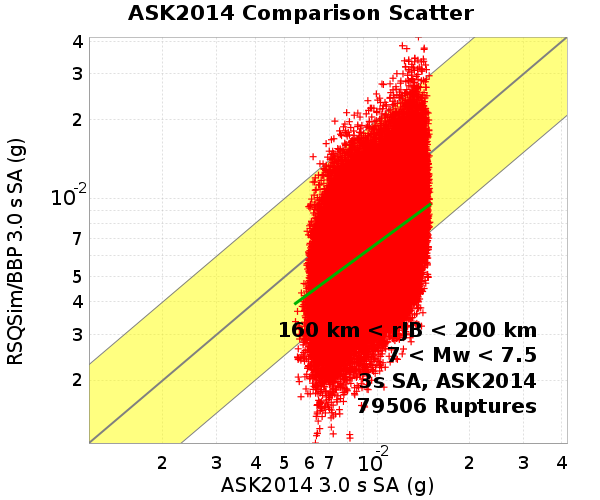 ASK2014 Comparison Scatter
RSQSim/BBP 3.0 s SA (g)
4
3
2
10-2
7
5
4
3
2
160 km < rJB < 200 km
7 < Mw < 7.5
3s SA, ASK2014
79506 Ruptures
2 3 4 5 6 7 10-2 2 3 4
ASK2014 3.0 s SA (g)